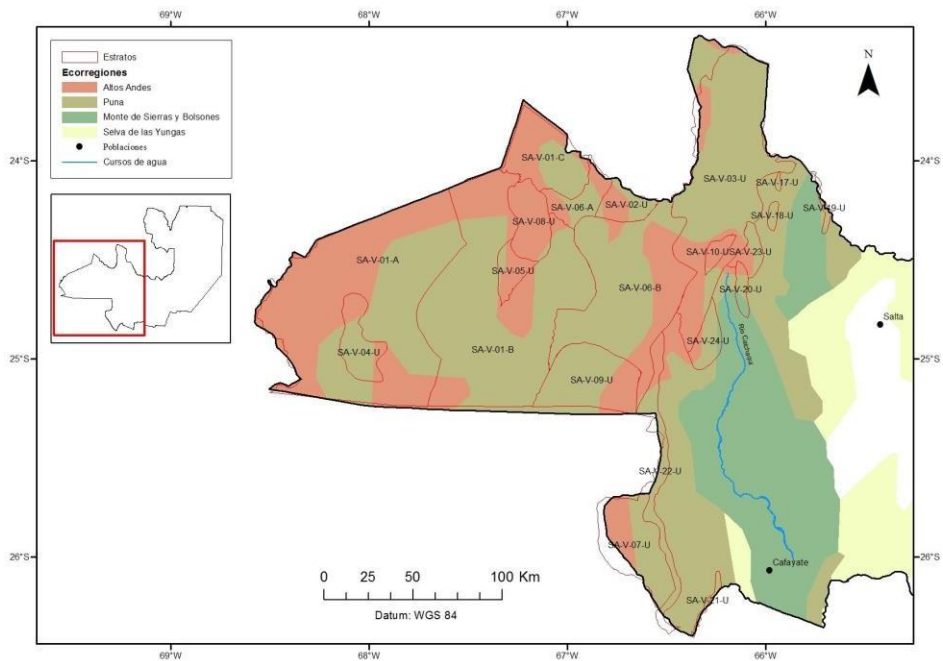 69°W
68°W
67°W
66°W
Estratos
Ecorregiones
Altos Andes
Puna
Monte de Sierras y Bolsones
Selva de las Yungas
Poblaciones
Cursos de agua
N
24°S
24°S
SA-V-01-C
SA-V-03-U
SA-V-17-U
SA-V-06-A
SA-V-02-U
SA-V-18-U
SA-V-19-U
SA-V-08-U
SA-V-01-A
SA-V-10-U
SA-V-23-U
SA-V-05-U
SA-V-06-B
SA-V-20-U
Salta
SA-V-04-U
SA-V-01-B
SA-V-24-U
Río Calchaquí
25°S
25°S
SA-V-09-U
SA-V-22-U
SA-V-07-U
Cafayate
26°S
26°S
SA-V-21-U
0 25 50 100 Km
Datum: WGS 84
69°W
68°W
67°W
66°W